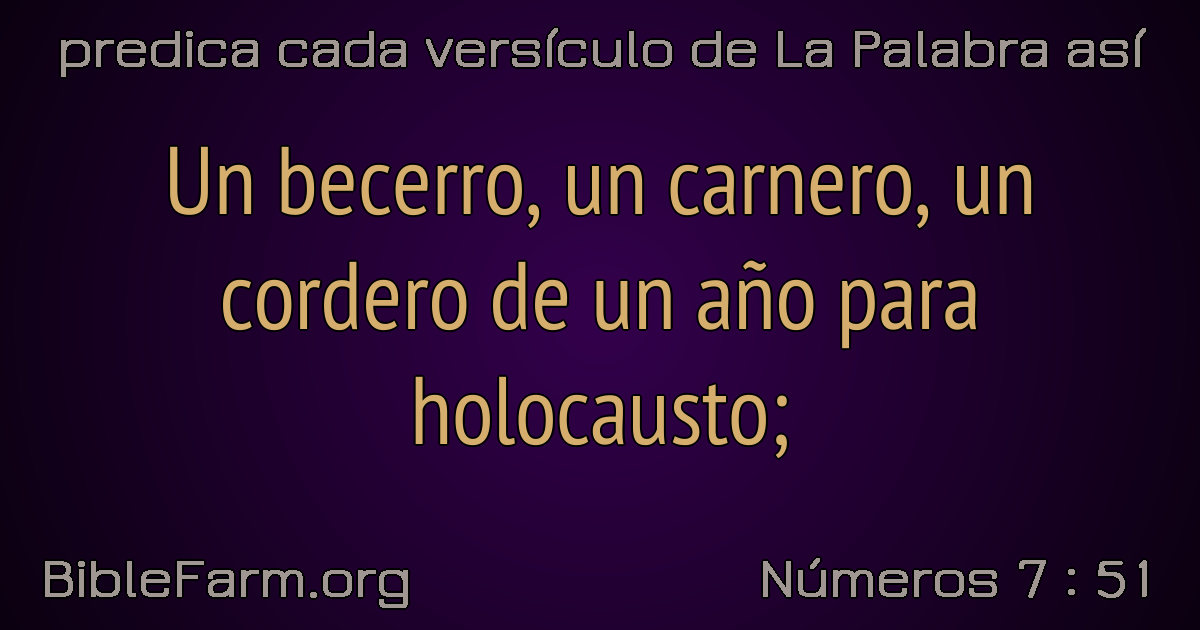 predica cada versículo de La Palabra así
Un becerro, un carnero, un
cordero de un año para
holocausto;
BibleFarm.org
Números 7 : 51